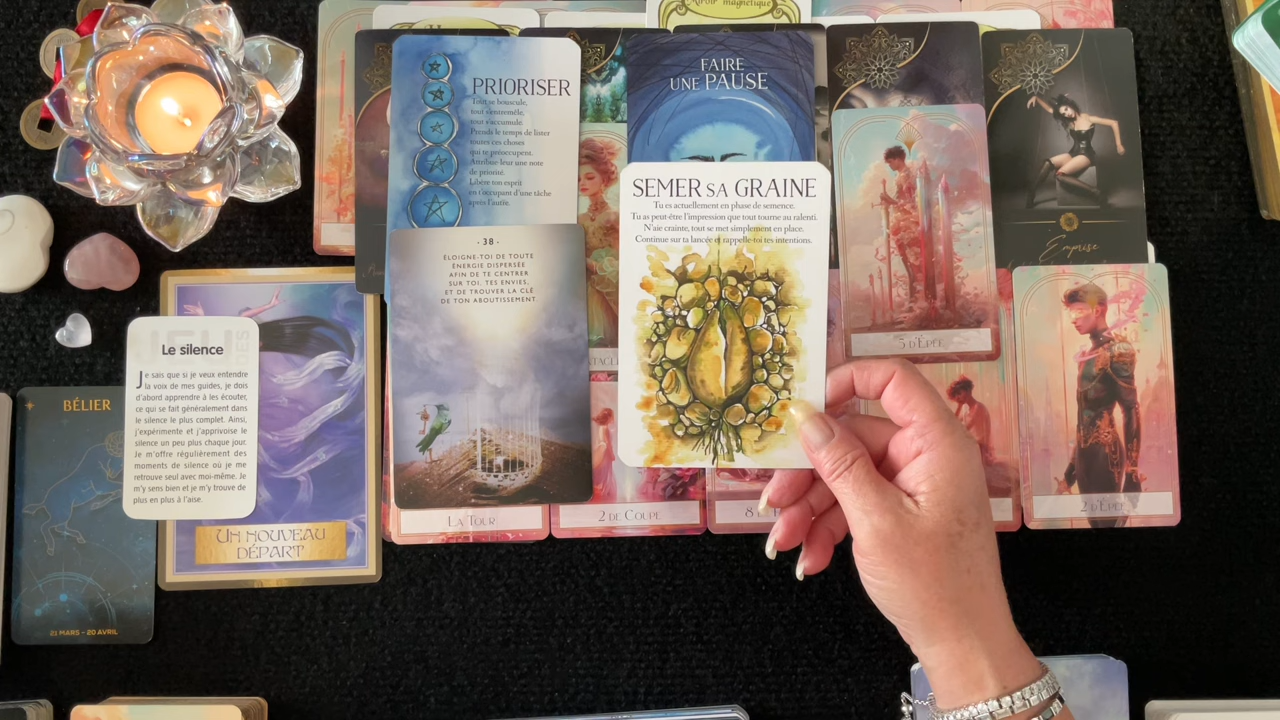 Miroir magnétique
PRIORISER
Tout se bouscule,
tout s'entremêle,
tout s'accumule.
Prends le temps de lister
toutes ces choses
qui te préoccupent.
Attribue-leur une note
de priorité.
Libère ton esprit
en t'occupant d'une tâche
après l'autre.
FAIRE
UNE PAUSE
SEMER SA GRAINE
Tu es actuellement en phase de semence.
Tu as peut-être l'impression que tout tourne au ralenti.
N'aie crainte, tout se met simplement en place.
Continue sur ta lancée et rappelle-toi tes intentions.
- 38 -
ÉLOIGNE-TOI DE TOUTE
ÉNERGIE DISPERSÉE
AFIN DE TE CENTRER
SUR TOI, TES ENVIES,
ET DE TROUVER LA CLÉ
DE TON ABOUTISSEMENT.
Emprise
5 D'ÉPÉE
2 D'ÉPÉE
LA TOUR
2 DE COUPE
8
Le silence
Je sais que si je veux entendre
la voix de mes guides, je dois
d'abord apprendre à les écouter,
ce qui se fait généralement dans
le silence le plus complet. Ainsi,
j'expérimente et j'apprivoise le
silence un peu plus chaque jour.
Je m'offre régulièrement des
moments de silence où je me
retrouve seul avec moi-même. Je
m'y sens bien et je m'y trouve de
plus en plus à l'aise.
UN NOUVEAU
DÉPART
BÉLIER
21 MARS - 20 AVRIL